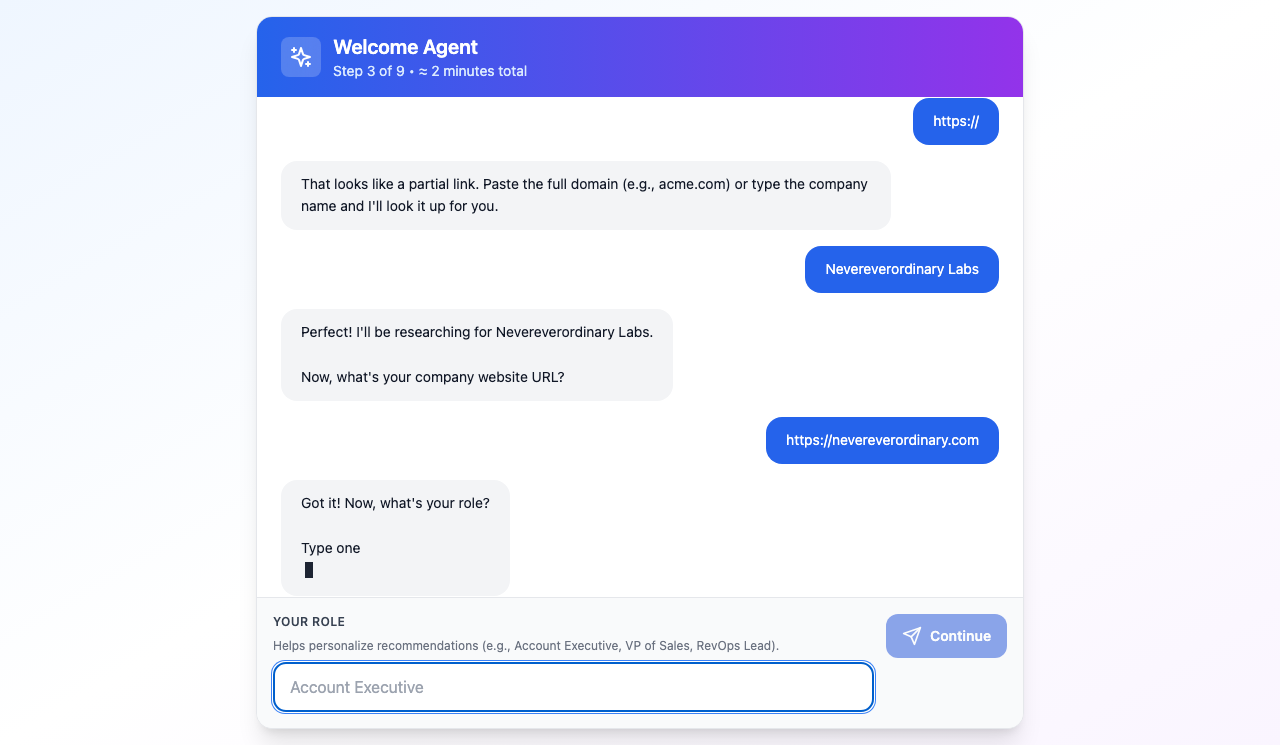 Welcome Agent
Step 3 of 9 • ≈ 2 minutes total
https://
That looks like a partial link. Paste the full domain (e.g., acme.com) or type the company
name and I'll look it up for you.
Nevereverordinary Labs
Perfect! I'll be researching for Nevereverordinary Labs.
Now, what's your company website URL?
https://nevereverordinary.com
Got it! Now, what's your role?
Type one
YOUR ROLE
Helps personalize recommendations (e.g., Account Executive, VP of Sales, RevOps Lead).
Continue
Account Executive